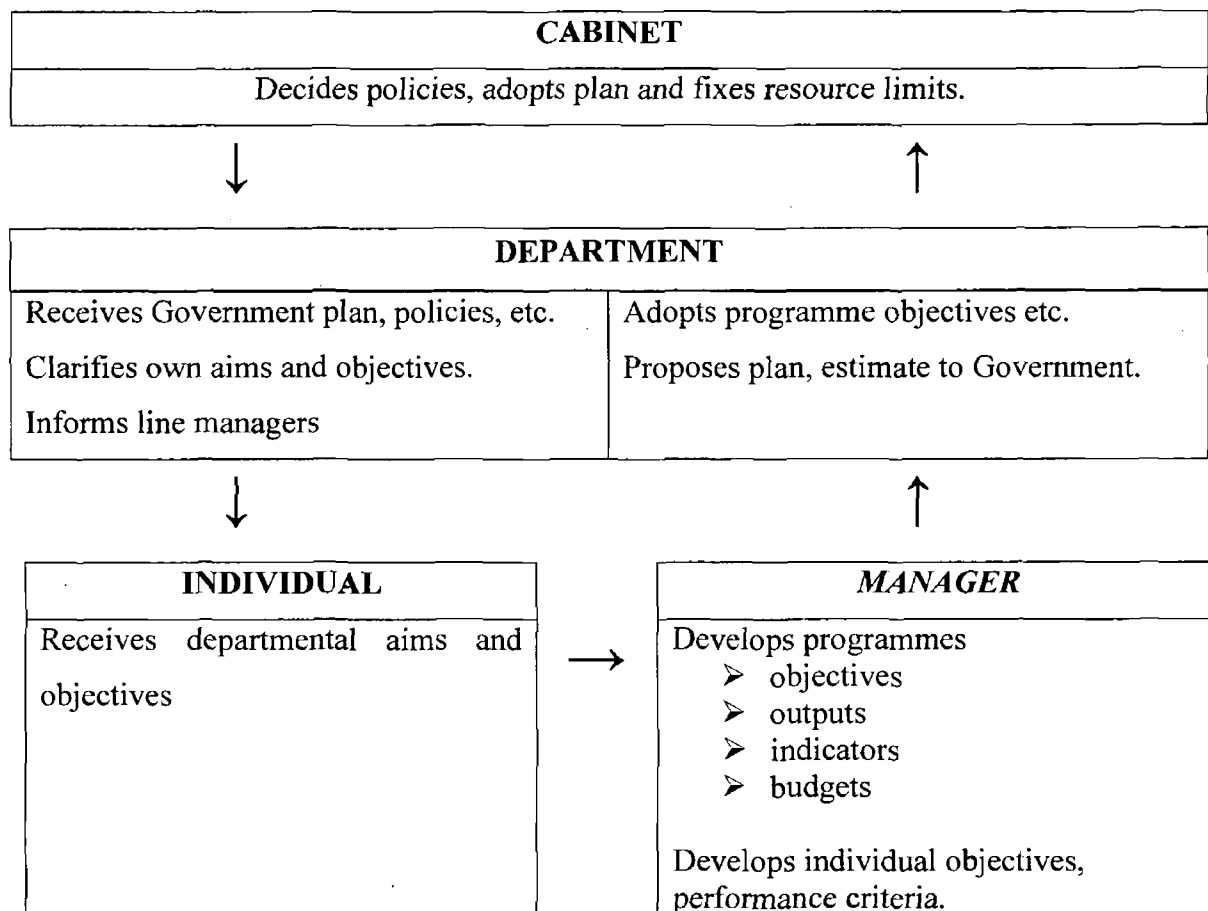 CABINET
Decides policies, adopts plan and fixes resource limits.
DEPARTMENT
Receives Government plan, policies, etc.
Clarifies own aims and objectives.
Informs line managers
Adopts programme objectives etc.
Proposes plan, estimate to Government.
INDIVIDUAL
Receives departmental aims and
objectives
MANAGER
Develops programmes
➢ objectives
➢ outputs
➢ indicators
➢ budgets
Develops individual objectives,
performance criteria.